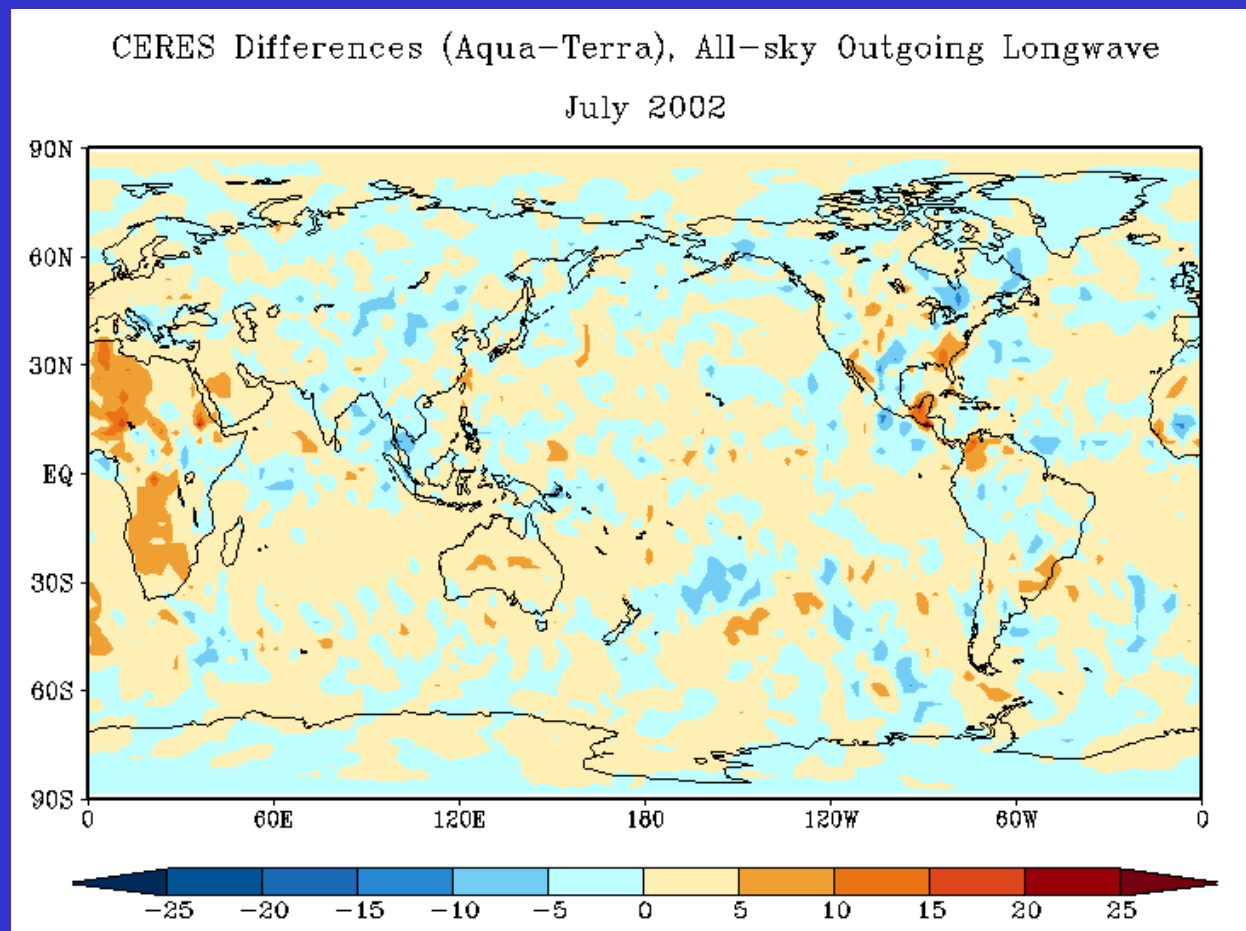 CERES Differences (Aqua-Terra), All-sky Outgoing Longwave
July 2002
90N
60N
30N
EQ
30S
60S
90S
0 60E 120E 180 120W 60W 0
-25 -20 -15 -10 -5 0 5 10 15 20 25